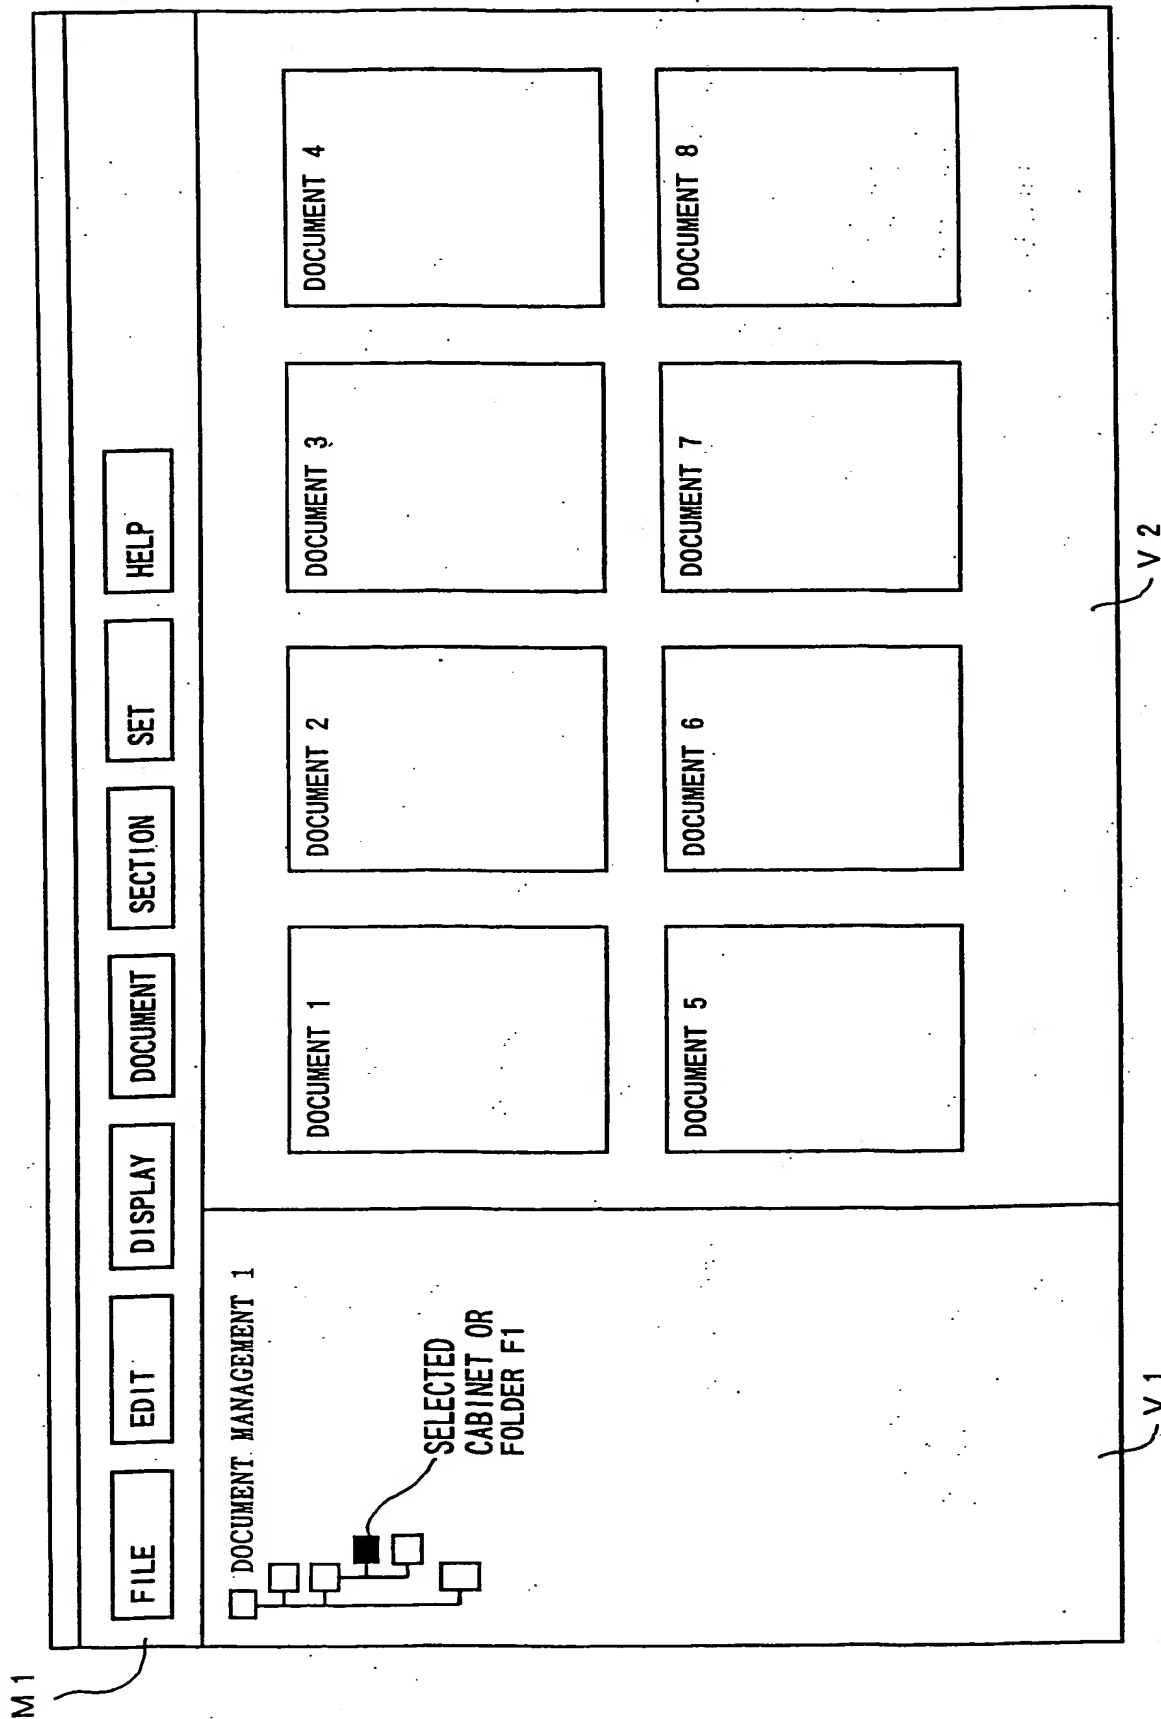 M1
FILE
EDIT
DISPLAY
DOCUMENT
SECTION
SET
HELP
DOCUMENT MANAGEMENT 1
SELECTED
CABINET OR
FOLDER F1
DOCUMENT 1
DOCUMENT 2
DOCUMENT 3
DOCUMENT 4
DOCUMENT 5
DOCUMENT 6
DOCUMENT 7
DOCUMENT 8
V1
V2